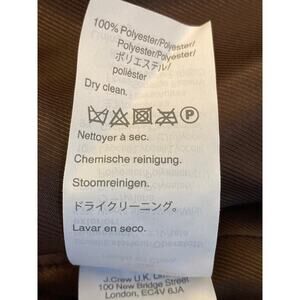 100% Polyester/Polyester/
Polyester/Polyester/
ポリエステル/
poliéster
Dry clean.
P
Nettoyer à sec.
Chemische reinigung.
Stoomreinigen.
ドライクリーニング。
Lavar en seco.
J.Crew U.K. Limited
100 New Bridge Street
London, EC4V 6JA